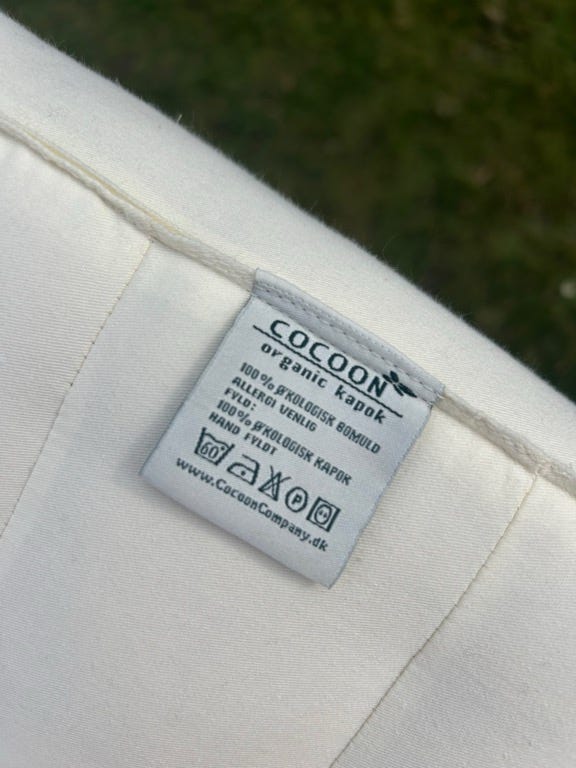 COCOON
organic kapok
100% ØKOLOGISK BOMULD
ALLERGI VENLIG
FYLD:
100% ØKOLOGISK KAPOK
HAND FYLDT
60° P
www.CocoonCompany.dk